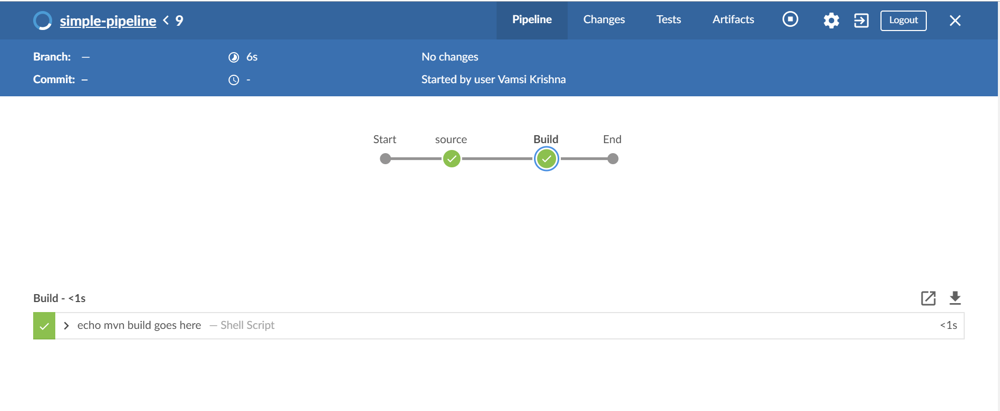 simple-pipeline < 9
Pipeline Changes Tests Artifacts Logout
Branch: — 6s No changes
Commit: – - Started by user Vamsi Krishna
Start source Build End
Build - <1s
echo mvn build goes here — Shell Script <1s